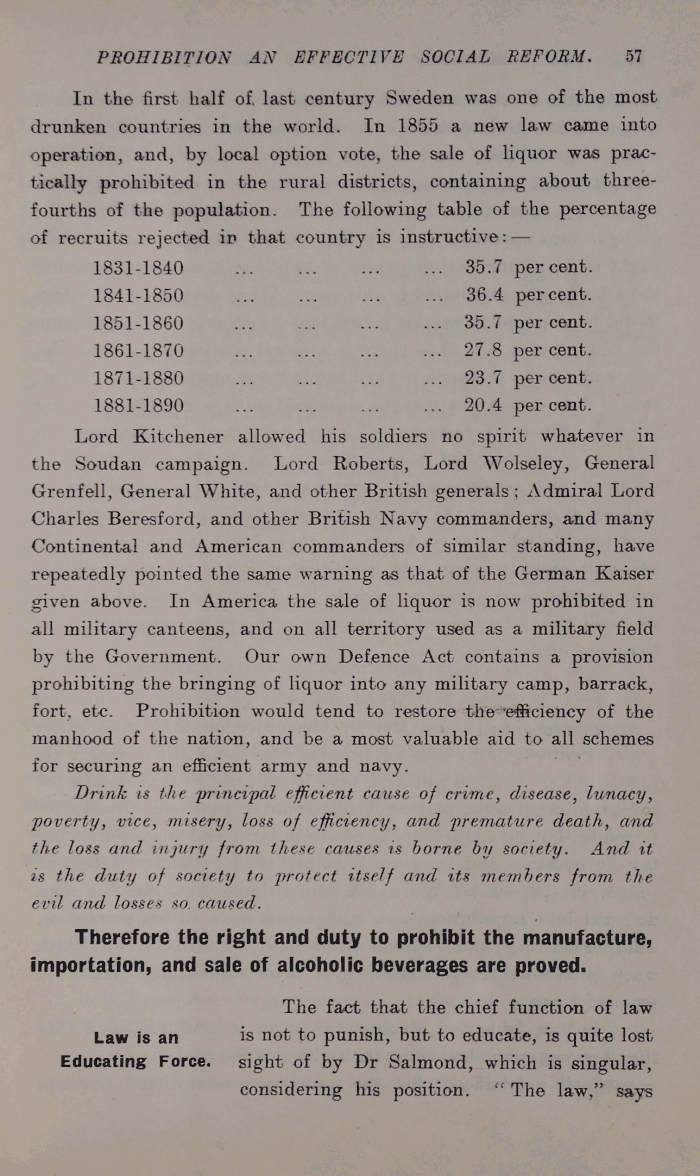 PROHIBITION AN EFFECTIVE SOCIAL REFORM. 57
In the first half of last century Sweden was one of the most
drunken countries in the world. In 1855 a new law came into
operation, and, by local option vote, the sale of liquor was prac-
tically prohibited in the rural districts, containing about three-
fourths of the population. The following table of the percentage
of recruits rejected in that country is instructive:—
1831-1840 ... ... ... ... 35.7 per cent.
1841-1850 ... ... ... ... 36.4 per cent.
1851-1860 ... ... ... ... 35.7 per cent.
1861-1870 ... ... ... ... 27.8 per cent.
1871-1880 ... ... ... ... 23.7 per cent.
1881-1890 ... ... ... ... 20.4 per cent.
Lord Kitchener allowed his soldiers no spirit whatever in
the Soudan campaign. Lord Roberts, Lord Wolseley, General
Grenfell, General White, and other British generals; Admiral Lord
Charles Beresford, and other British Navy commanders, and many
Continental and American commanders of similar standing, have
repeatedly pointed the same warning as that of the German Kaiser
given above. In America the sale of liquor is now prohibited in
all military canteens, and on all territory used as a military field
by the Government. Our own Defence Act contains a provision
prohibiting the bringing of liquor into any military camp, barrack,
fort, etc. Prohibition would tend to restore the efficiency of the
manhood of the nation, and be a most valuable aid to all schemes
for securing an efficient army and navy.
Drink is the principal efficient cause of crime, disease, lunacy,
poverty, vice, misery, loss of efficiency, and premature death, and
the loss and injury from these causes is borne by society. And it
is the duty of society to protect itself and its members from the
evil and losses so caused.
Therefore the right and duty to prohibit the manufacture,
importation, and sale of alcoholic beverages are proved.
Law is an
Educating Force.
The fact that the chief function of law
is not to punish, but to educate, is quite lost
sight of by Dr Salmond, which is singular,
considering his position. "The law," says